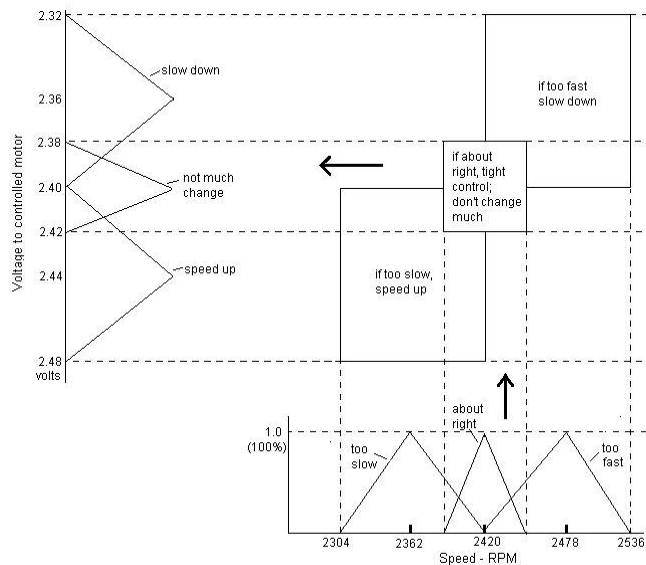 2.32
slow down
2.36
if too fast
slow down
2.38
if about
right, tight
control;
don't change
much
not much
change
2.40
2.42
Voltage to controlled motor
speed up
2.44
if too slow,
speed up
2.48
volts
about
right
1.0
(100%)
too
slow
too
fast
2304
2362
2420
2478
2536
Speed - RPM